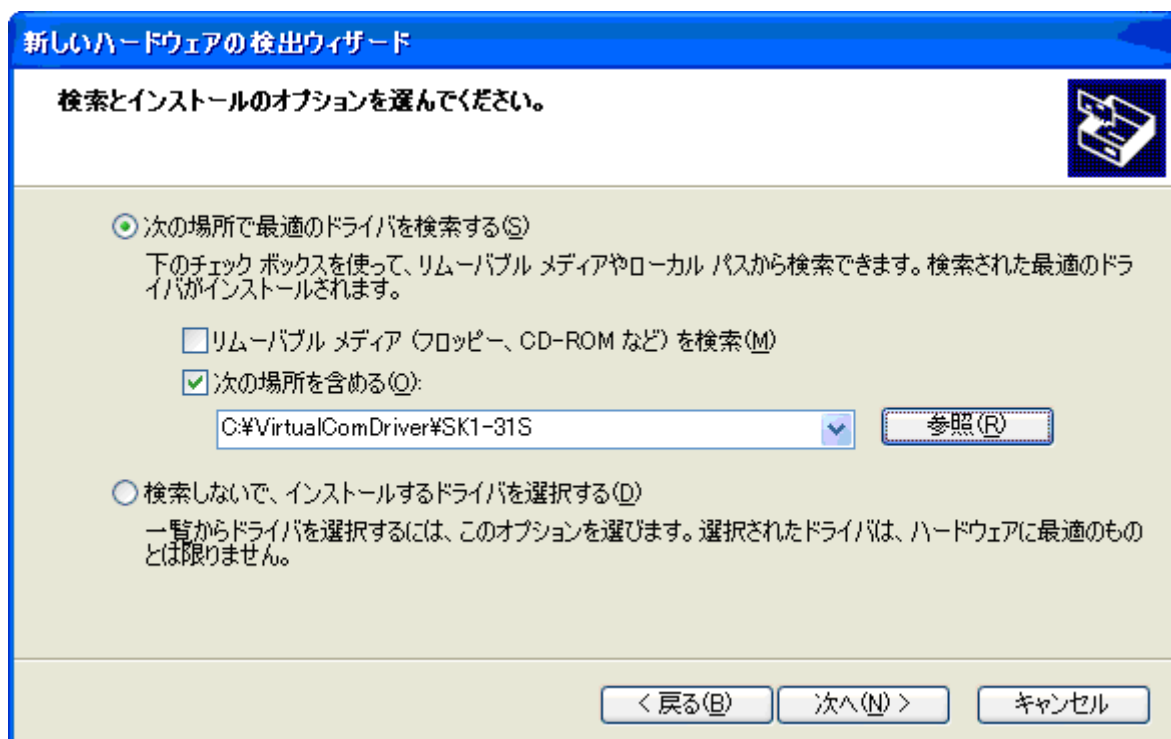 新しいハードウェアの検出ウィザード
検索とインストールのオプションを選んでください。
次の場所で最適のドライバを検索する(S)
下のチェック ボックスを使って、リムーバブル メディアやローカル パスから検索できます。検索された最適のドラ
イバがインストールされます。
リムーバブル メディア (フロッピー、CD-ROM など) を検索(M)
次の場所を含める(O):
C:¥VirtualComDriver¥SK1-31S
参照(R)
検索しないで、インストールするドライバを選択する(D)
一覧からドライバを選択するには、このオプションを選びます。選択されたドライバは、ハードウェアに最適のもの
とは限りません。
< 戻る(B) 次へ(N) > キャンセル